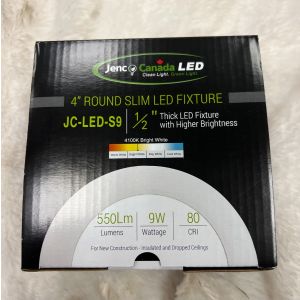 Jenco Canada LED
Clean Light. Green Light.
4" ROUND SLIM LED FIXTURE
JC-LED-S9
1/2" Thick LED Fixture
with Higher Brightness
4100K Bright White
550Lm 9W 80
Lumens Wattage CRI
For New Construction - Insulated and Dropped Ceilings